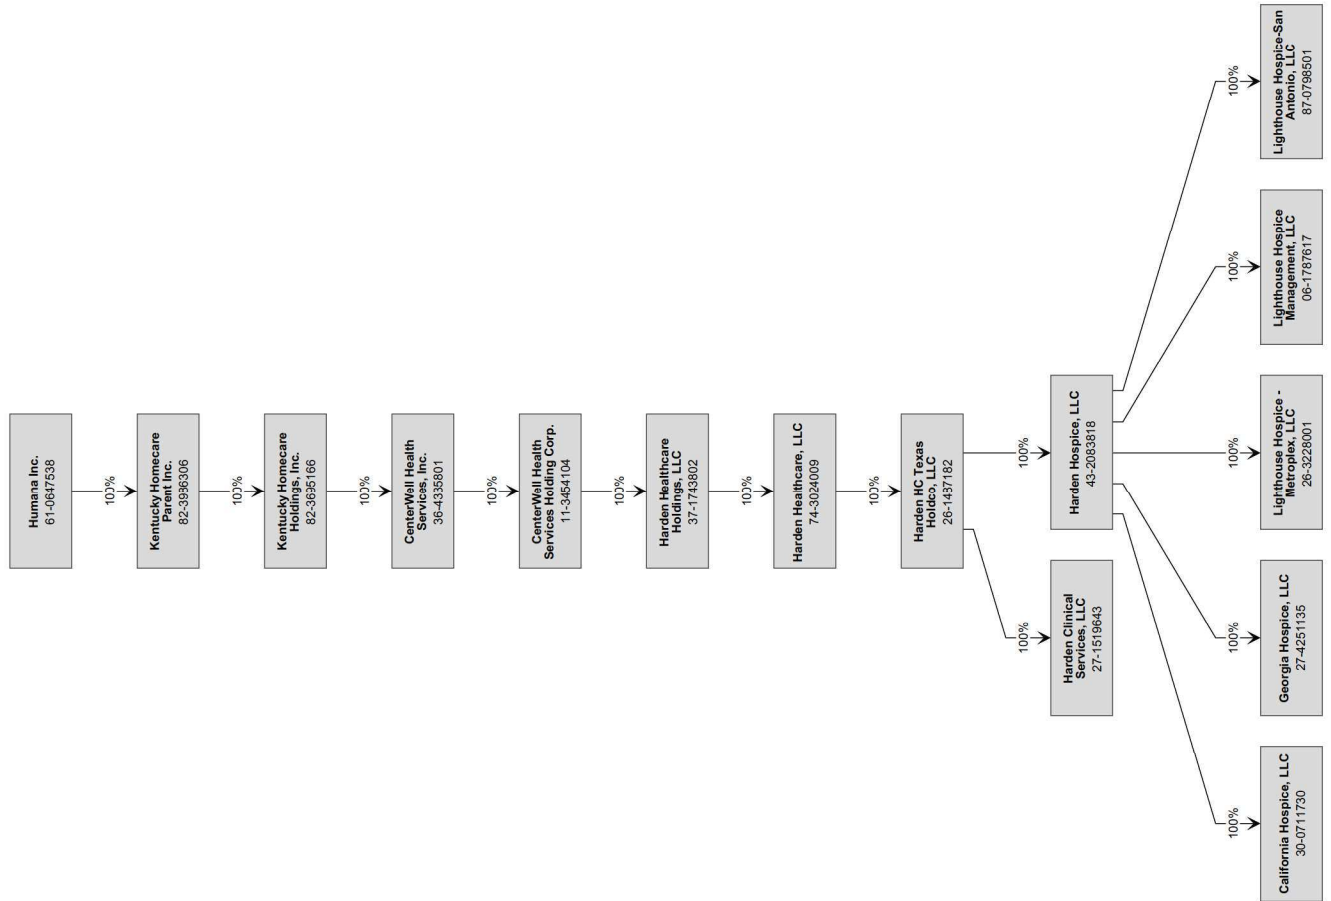 Humana Inc.
61-0647538
100%
Kentucky Homecare
Parent Inc.
82-3996306
100%
Kentucky Homecare
Holdings, Inc.
82-3695166
100%
CenterWell Health
Services, Inc.
36-4335801
100%
CenterWell Health
Services Holding Corp.
11-3454104
100%
Harden Healthcare
Holdings, LLC
37-1743802
100%
Harden Healthcare, LLC
74-3024009
100%
Harden HC Texas
Holdco, LLC
26-1437182
100%
100%
Harden Clinical
Services, LLC
27-1519643
Harden Hospice, LLC
43-2083818
100%
100%
100%
100%
100%
California Hospice, LLC
30-0711730
Georgia Hospice, LLC
27-4251135
Lighthouse Hospice -
Metroplex, LLC
26-3228001
Lighthouse Hospice
Management, LLC
06-1787617
Lighthouse Hospice-San
Antonio, LLC
87-0798501